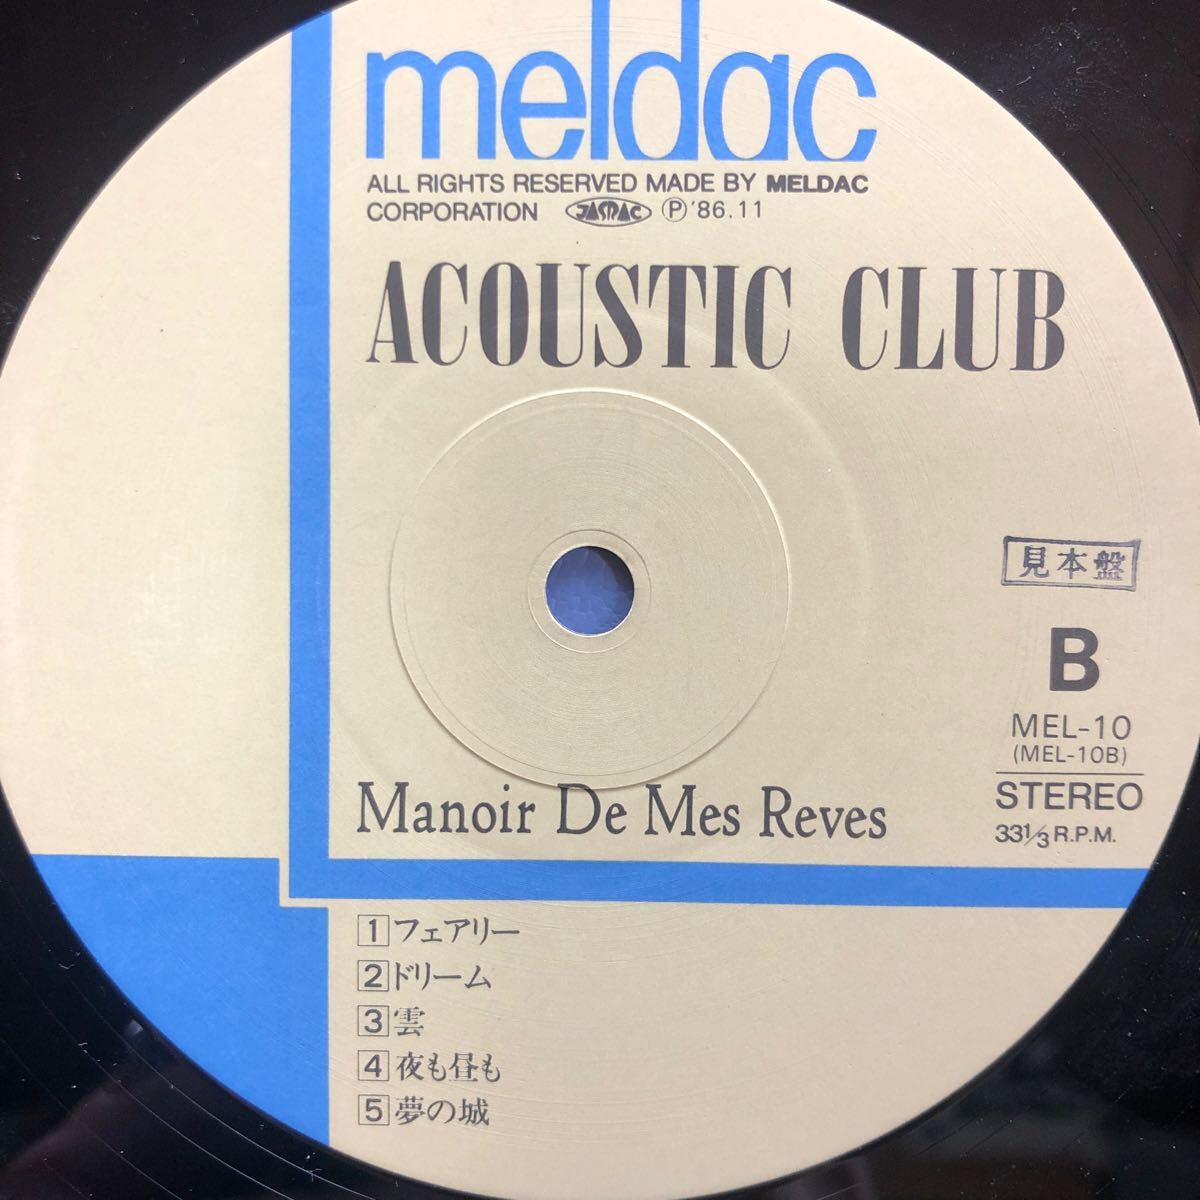 meldac
ALL RIGHTS RESERVED MADE BY MELDAC
CORPORATION JASRAC Ⓟ'86.11
ACOUSTIC CLUB
見本盤
B
MEL-10
(MEL-10B)
STEREO
33 1/3 R.P.M.
Manoir De Mes Reves
1 フェアリー
2 ドリーム
3 雲
4 夜も昼も
5 夢の城